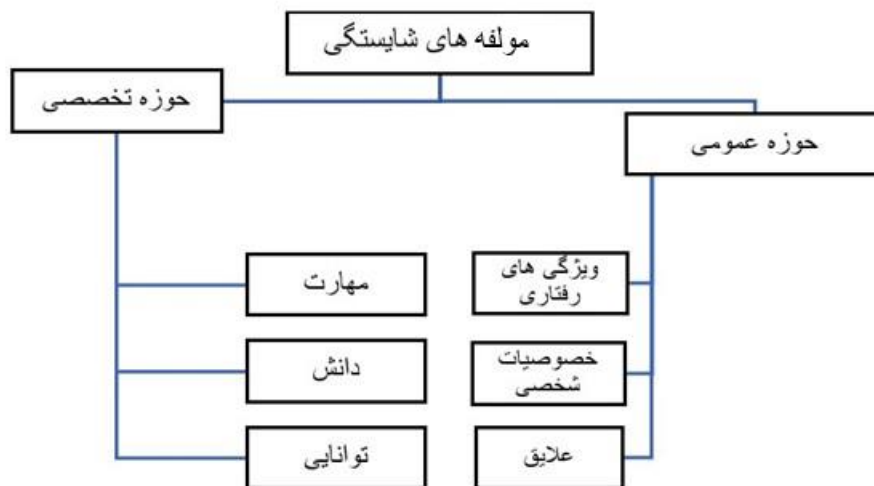 مولفه های شایستگی
حوزه عمومی
حوزه تخصصی
ویژگی های
رفتاری
خصوصیات
شخصی
علایق
مهارت
دانش
توانایی